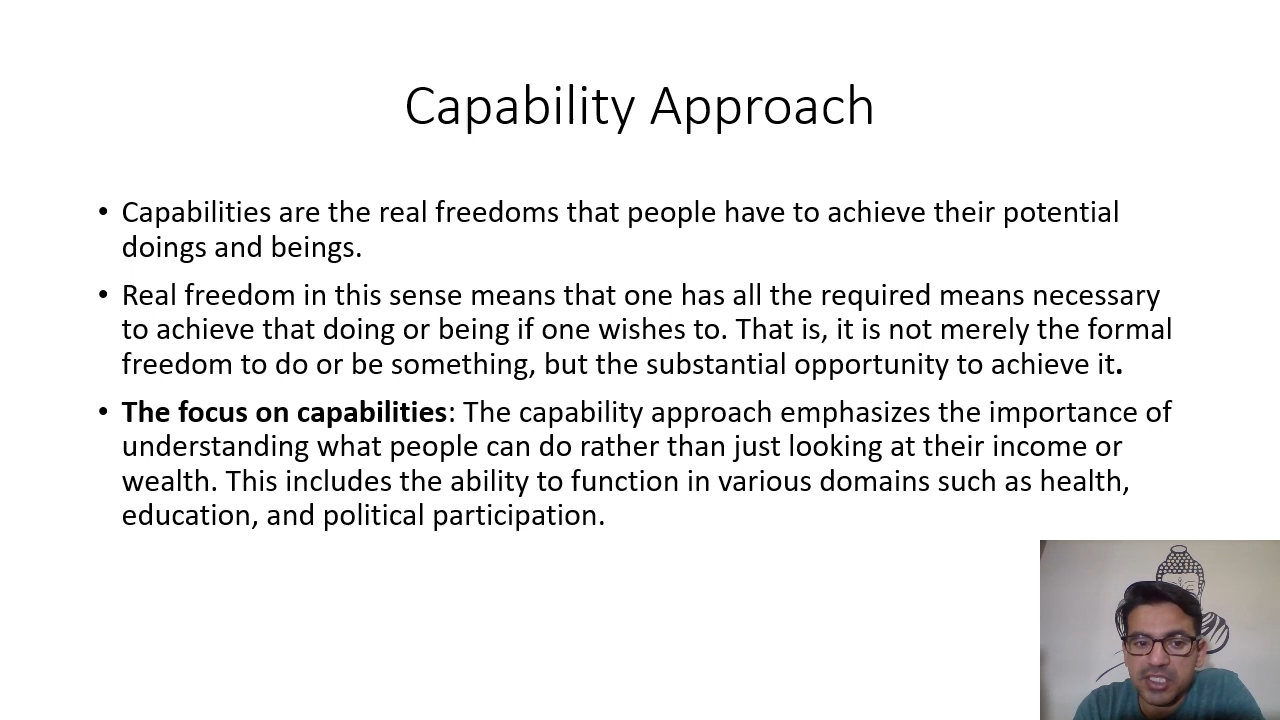 Capability Approach
• Capabilities are the real freedoms that people have to achieve their potential
doings and beings.
• Real freedom in this sense means that one has all the required means necessary
to achieve that doing or being if one wishes to. That is, it is not merely the formal
freedom to do or be something, but the substantial opportunity to achieve it.
• The focus on capabilities: The capability approach emphasizes the importance of
understanding what people can do rather than just looking at their income or
wealth. This includes the ability to function in various domains such as health,
education, and political participation.